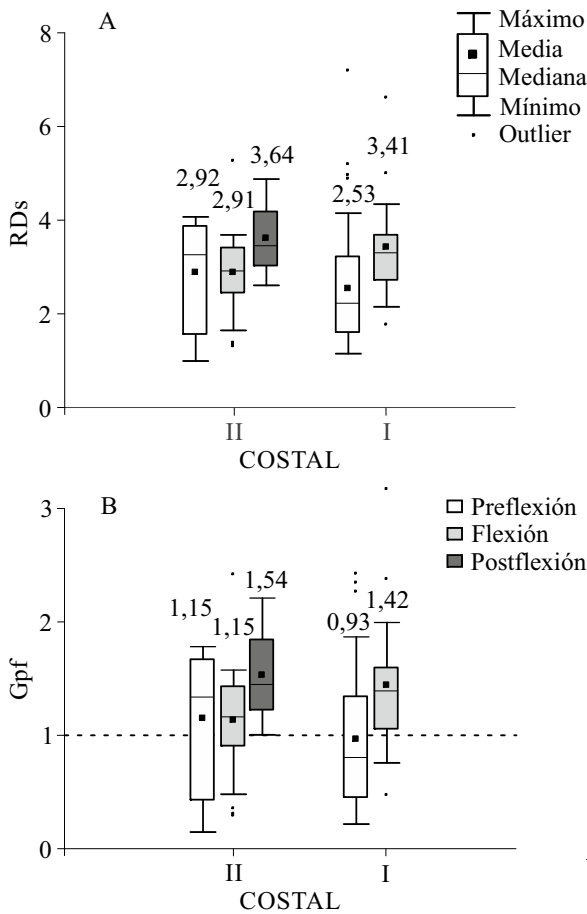 A
8
6
4
2
0
RDs
Máximo
Media
Mediana
Mínimo
Outlier
2,92
2,91
3,64
2,53
3,41
II
I
COSTAL
B
3
2
1
0
Gpf
Preflexión
Flexión
Postflexión
1,15
1,15
1,54
0,93
1,42
II
I
COSTAL